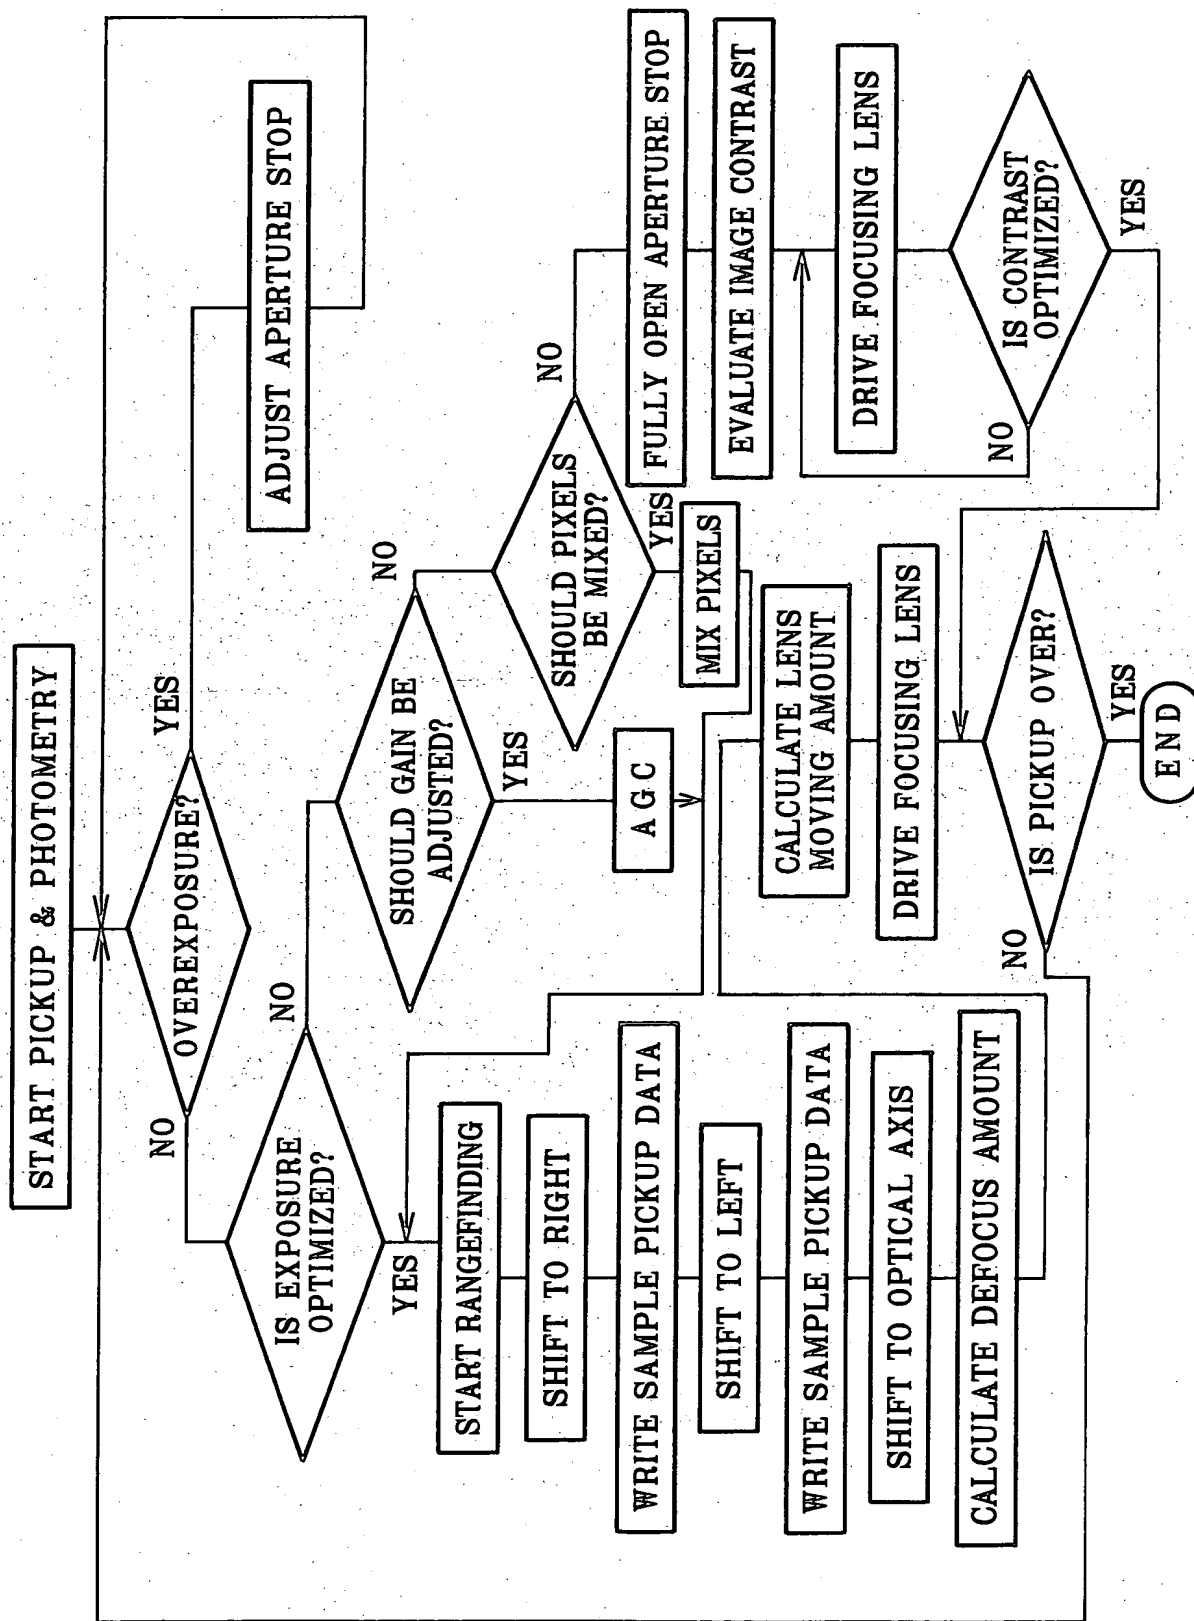 START PICKUP & PHOTOMETRY
OVEREXPOSURE?
YES
NO
ADJUST APERTURE STOP
IS EXPOSURE
OPTIMIZED?
NO
YES
SHOULD GAIN BE
ADJUSTED?
NO
YES
SHOULD PIXELS
BE MIXED?
NO
YES
MIX PIXELS
AGC
FULLY OPEN APERTURE STOP
EVALUATE IMAGE CONTRAST
DRIVE FOCUSING LENS
IS CONTRAST
OPTIMIZED?
NO
YES
START RANGEFINDING
SHIFT TO RIGHT
WRITE SAMPLE PICKUP DATA
SHIFT TO LEFT
WRITE SAMPLE PICKUP DATA
SHIFT TO OPTICAL AXIS
CALCULATE DEFOCUS AMOUNT
CALCULATE LENS
MOVING AMOUNT
DRIVE FOCUSING LENS
IS PICKUP OVER?
NO
YES
END